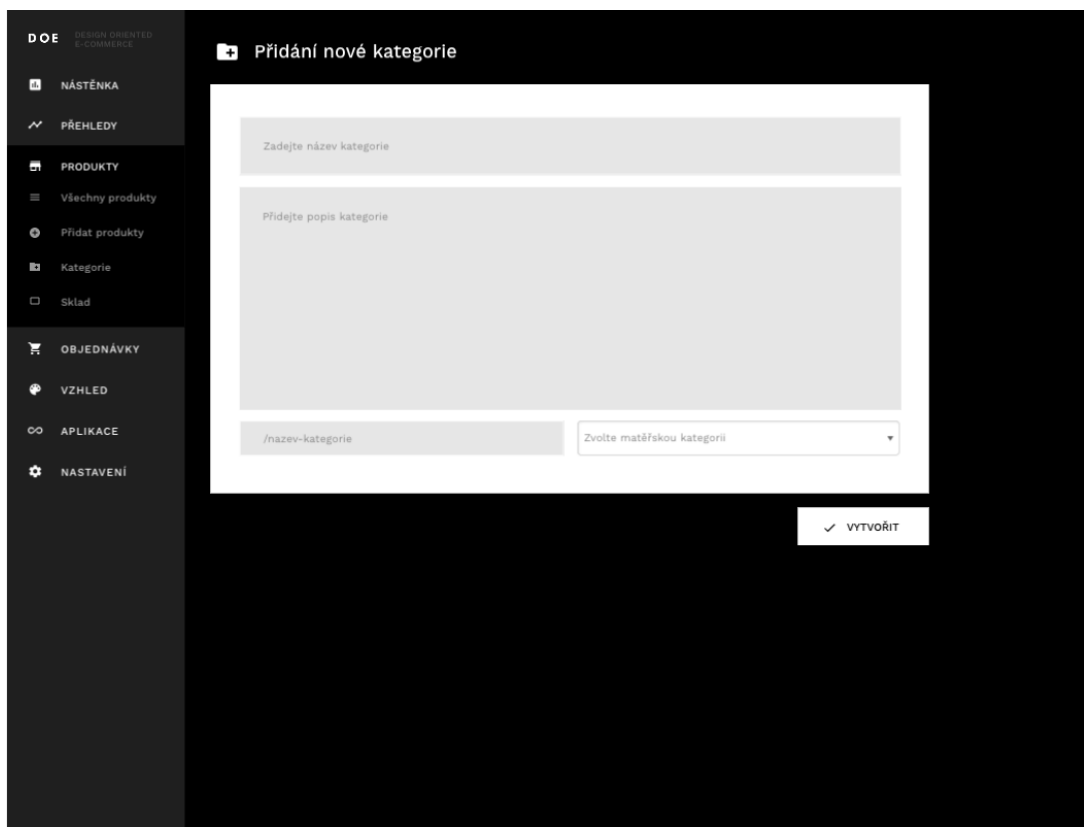 DOE
DESIGN ORIENTED
E-COMMERCE
NÁSTĚNKA
PŘEHLEDY
PRODUKTY
Všechny produkty
Přidat produkty
Kategorie
Sklad
OBJEDNÁVKY
VZHLED
APLIKACE
NASTAVENÍ
Přidání nové kategorie
Zadejte název kategorie
Přidejte popis kategorie
/nazev-kategorie
Zvolte matěřskou kategorii
VYTVOŘIT